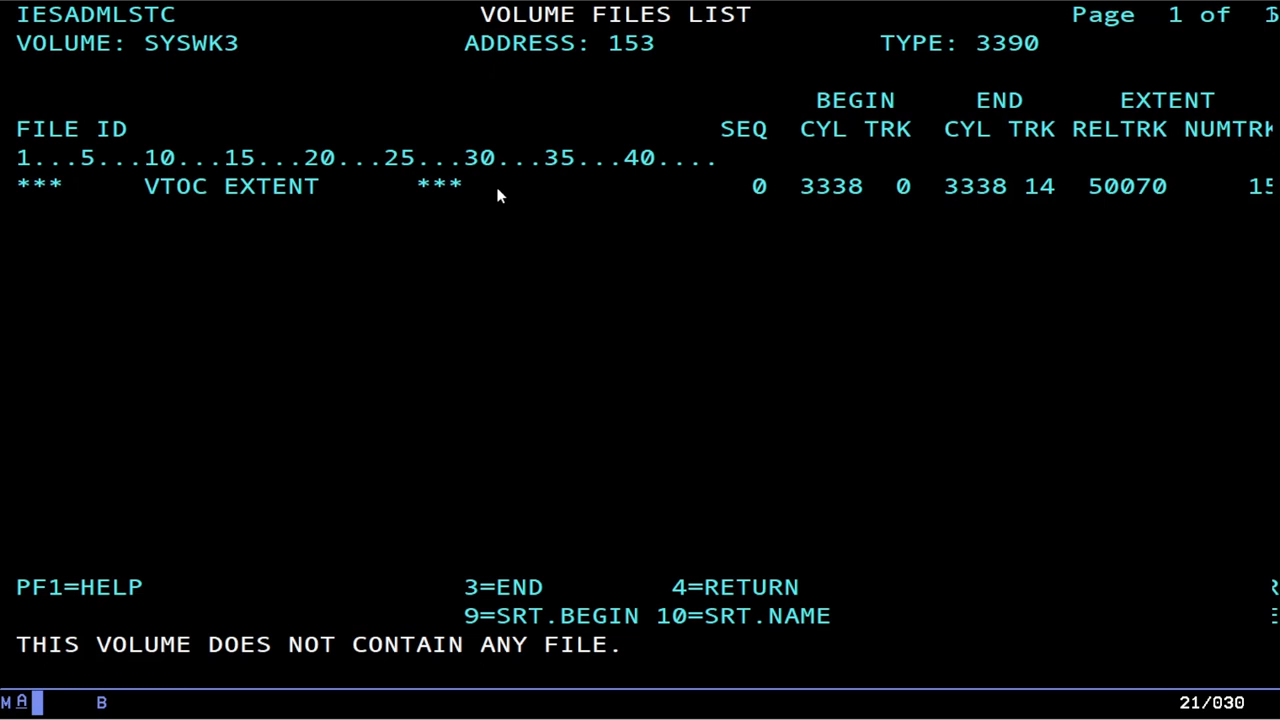 IESADMLSTC VOLUME FILES LIST Page 1 of
VOLUME: SYSWK3 ADDRESS: 153 TYPE: 3390
BEGIN END EXTENT
FILE ID SEQ CYL TRK CYL TRK RELTRK NUMTRK
1...5...10...15...20...25...30...35...40....
*** VTOC EXTENT *** 0 3338 0 3338 14 50070 15
PF1=HELP 3=END 4=RETURN
9=SRT.BEGIN 10=SRT.NAME
THIS VOLUME DOES NOT CONTAIN ANY FILE.
MA B 21/030